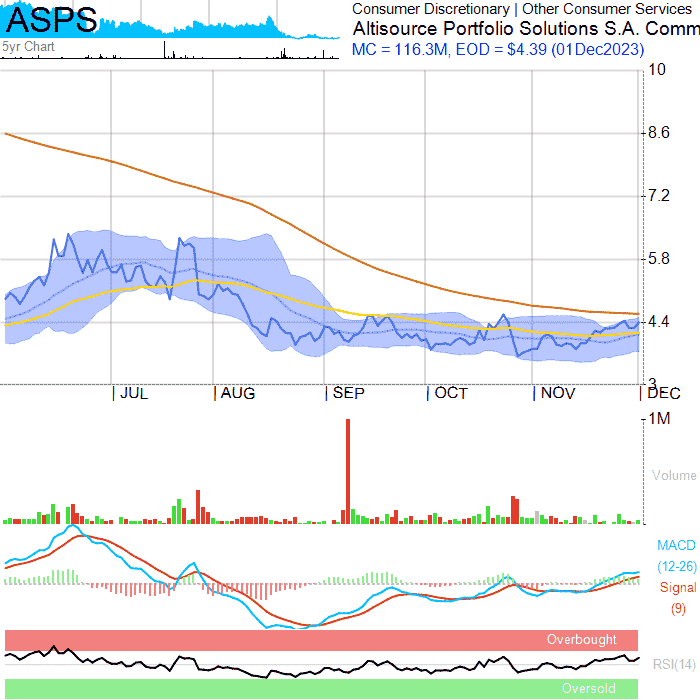 ASPS
5yr Chart
Consumer Discretionary | Other Consumer Services
Altisource Portfolio Solutions S.A. Comm
MC = 116.3M, EOD = $4.39 (01Dec2023)
10
8.6
7.2
5.8
4.4
3
JUL AUG SEP OCT NOV DEC
1M
Volume
MACD
(12-26)
Signal
(9)
Overbought
RSI(14)
Oversold